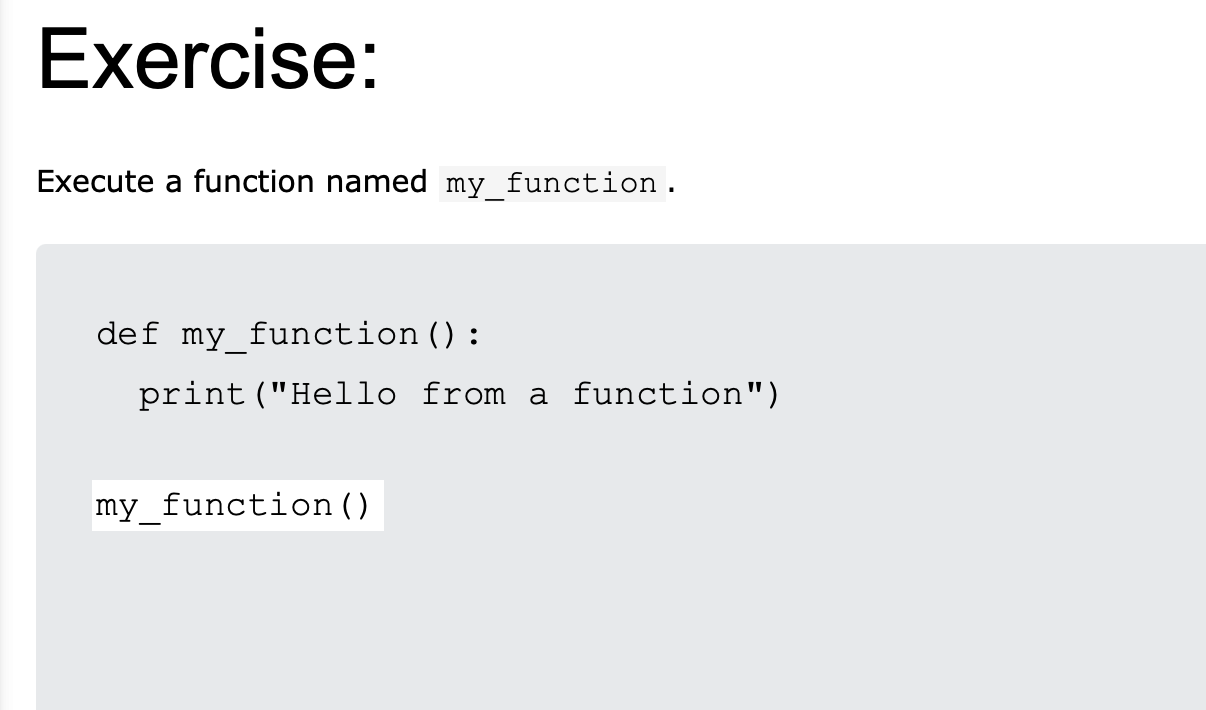 Exercise:
Execute a function named my_function.
def my_function():
  print("Hello from a function")
my_function()